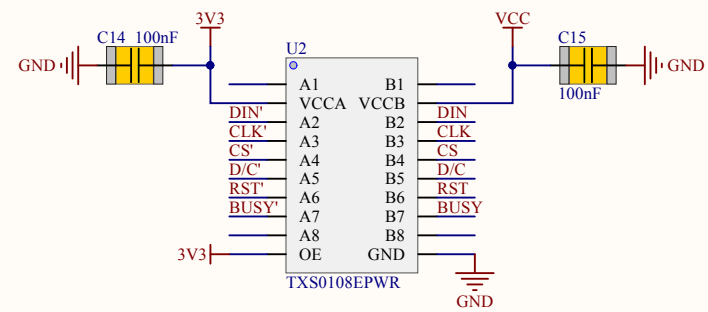 3V3 VCC
C14 100nF C15
U2
GND GND
100nF
A1 B1
VCCA VCCB
DIN' A2 B2 DIN
CLK' A3 B3 CLK
CS' A4 B4 CS
D/C' A5 B5 D/C
RST' A6 B6 RST
BUSY' A7 B7 BUSY
A8 B8
3V3 OE GND
TXS0108EPWR
GND